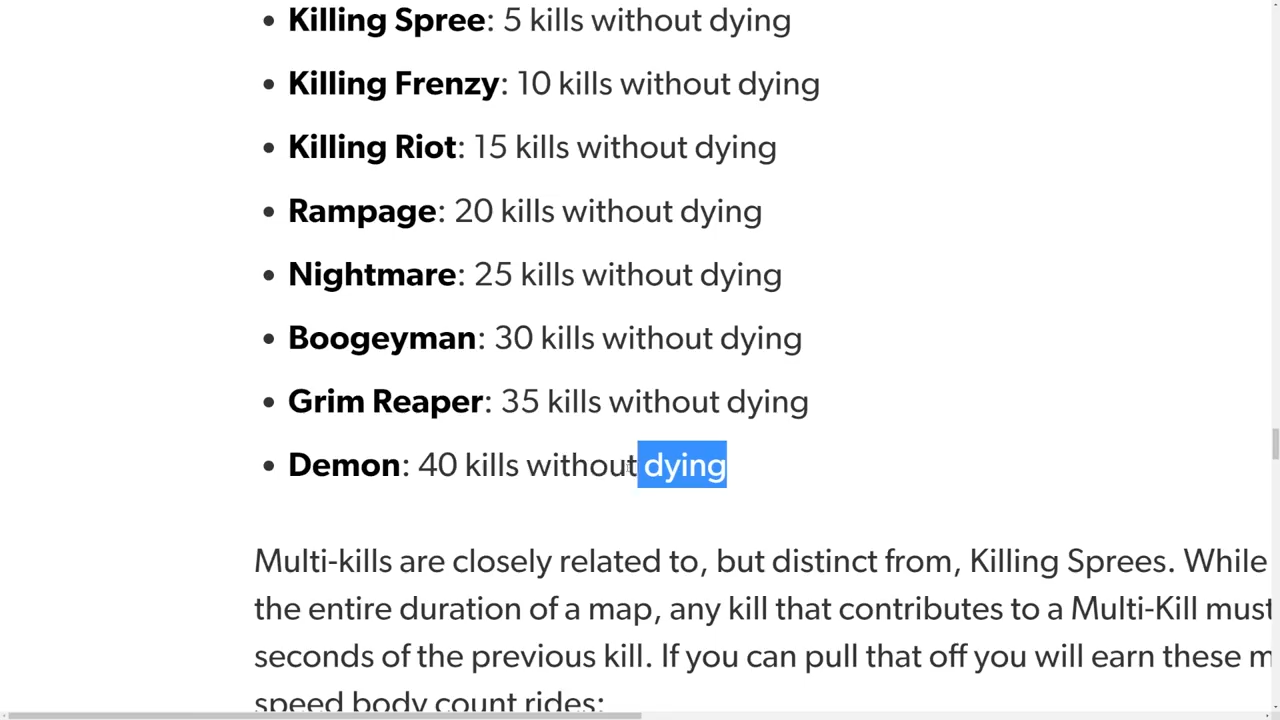 • Killing Spree: 5 kills without dying
• Killing Frenzy: 10 kills without dying
• Killing Riot: 15 kills without dying
• Rampage: 20 kills without dying
• Nightmare: 25 kills without dying
• Boogeyman: 30 kills without dying
• Grim Reaper: 35 kills without dying
• Demon: 40 kills without dying
Multi-kills are closely related to, but distinct from, Killing Sprees. While
the entire duration of a map, any kill that contributes to a Multi-Kill must
seconds of the previous kill. If you can pull that off you will earn these m
speed body count rides: